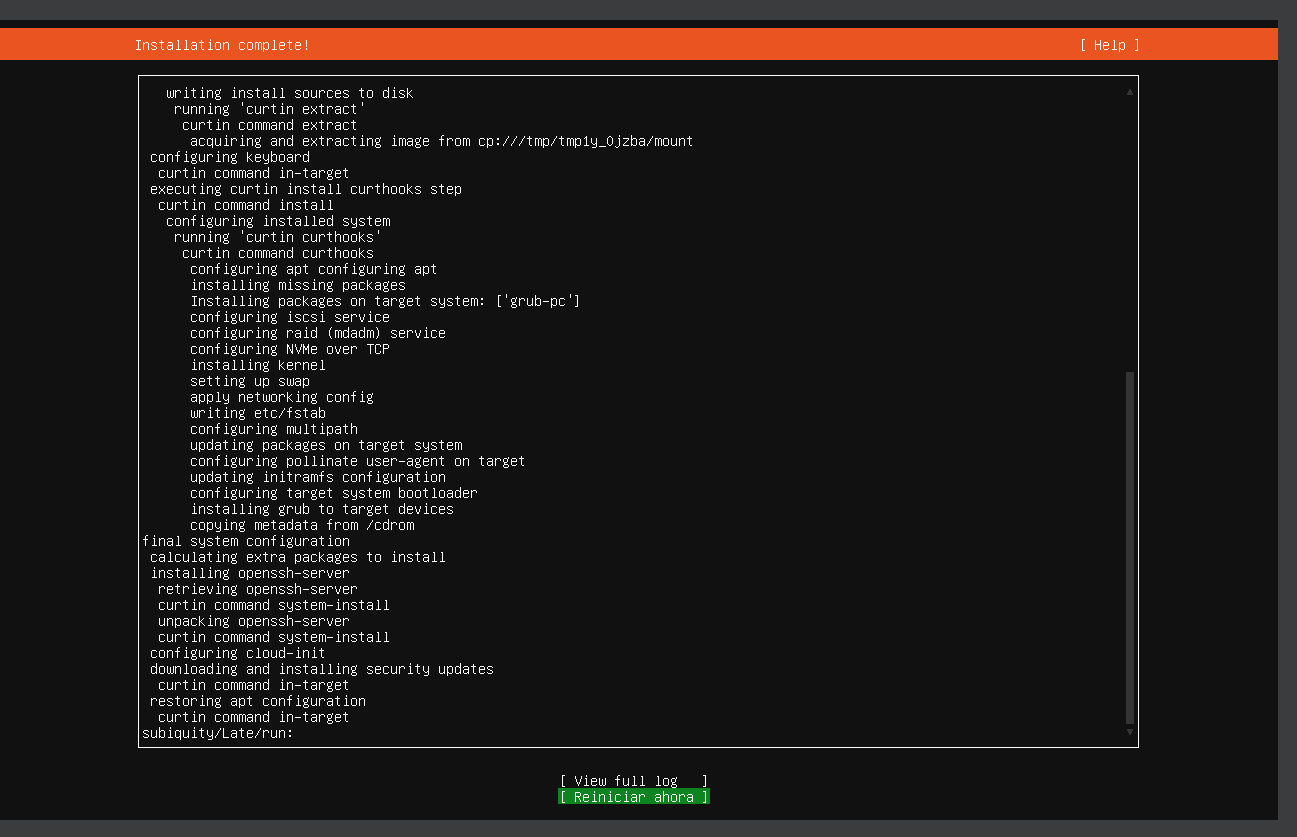 Installation complete! [ Help ]
writing install sources to disk
running 'curtin extract'
curtin command extract
acquiring and extracting image from cp:///tmp/tmp1y_0jzba/mount
configuring keyboard
curtin command in-target
executing curtin install curthooks step
curtin command install
configuring installed system
running 'curtin curthooks'
curtin command curthooks
configuring apt configuring apt
installing missing packages
Installing packages on target system: ['grub-pc']
configuring iscsi service
configuring raid (mdadm) service
configuring NVMe over TCP
installing kernel
setting up swap
apply networking config
writing etc/fstab
configuring multipath
updating packages on target system
configuring pollinate user-agent on target
updating initramfs configuration
configuring target system bootloader
installing grub to target devices
copying metadata from /cdrom
final system configuration
calculating extra packages to install
installing openssh-server
retrieving openssh-server
curtin command system-install
unpacking openssh-server
curtin command system-install
configuring cloud-init
downloading and installing security updates
curtin command in-target
restoring apt configuration
curtin command in-target
subiquity/Late/run:
[ View full log ]
[ Reiniciar ahora ]